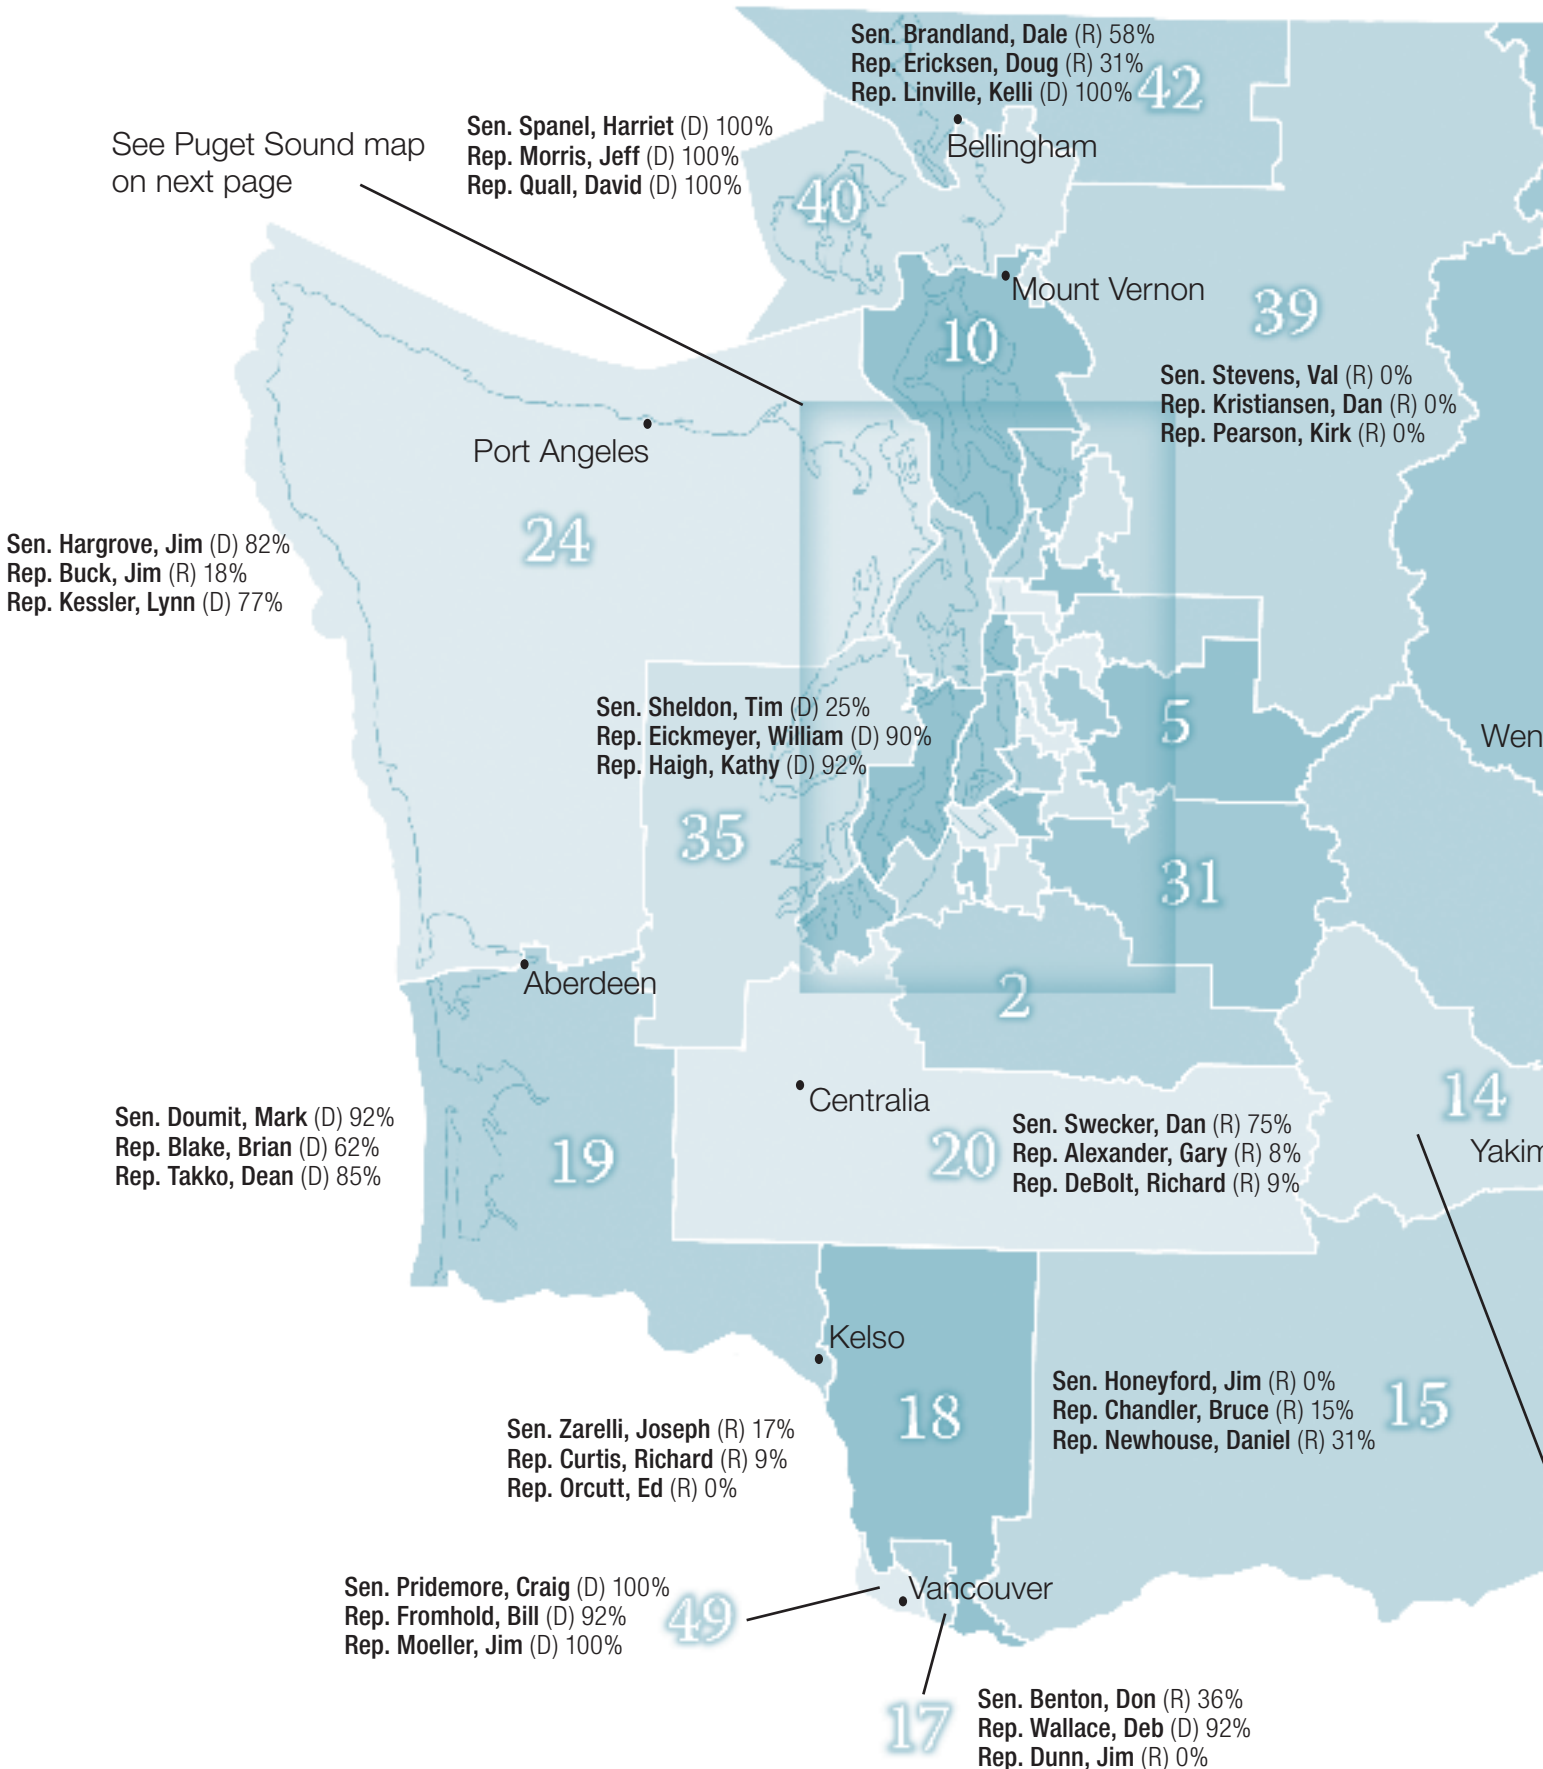 Sen. Brandland, Dale (R) 58%
Rep. Ericksen, Doug (R) 31%
Rep. Linville, Kelli (D) 100%
42
Bellingham
See Puget Sound map
on next page
Sen. Spanel, Harriet (D) 100%
Rep. Morris, Jeff (D) 100%
Rep. Quall, David (D) 100%
40
Mount Vernon
10
39
Sen. Stevens, Val (R) 0%
Rep. Kristiansen, Dan (R) 0%
Rep. Pearson, Kirk (R) 0%
Port Angeles
24
Sen. Hargrove, Jim (D) 82%
Rep. Buck, Jim (R) 18%
Rep. Kessler, Lynn (D) 77%
Sen. Sheldon, Tim (D) 25%
Rep. Eickmeyer, William (D) 90%
Rep. Haigh, Kathy (D) 92%
5
Wen
35
31
Aberdeen
2
Centralia
14
Yakim
Sen. Doumit, Mark (D) 92%
Rep. Blake, Brian (D) 62%
Rep. Takko, Dean (D) 85%
19
20
Sen. Swecker, Dan (R) 75%
Rep. Alexander, Gary (R) 8%
Rep. DeBolt, Richard (R) 9%
Kelso
18
Sen. Honeyford, Jim (R) 0%
Rep. Chandler, Bruce (R) 15%
Rep. Newhouse, Daniel (R) 31%
15
Sen. Zarelli, Joseph (R) 17%
Rep. Curtis, Richard (R) 9%
Rep. Orcutt, Ed (R) 0%
Sen. Pridemore, Craig (D) 100%
Rep. Fromhold, Bill (D) 92%
Rep. Moeller, Jim (D) 100%
49
Vancouver
17
Sen. Benton, Don (R) 36%
Rep. Wallace, Deb (D) 92%
Rep. Dunn, Jim (R) 0%